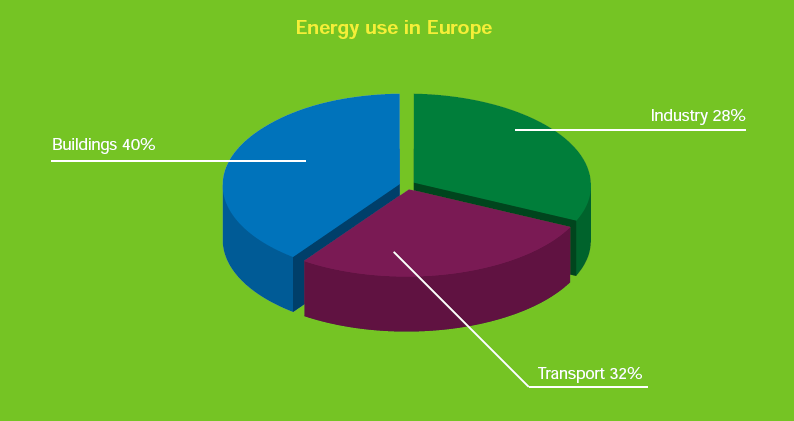 Energy use in Europe
Industry 28%
Buildings 40%
Transport 32%